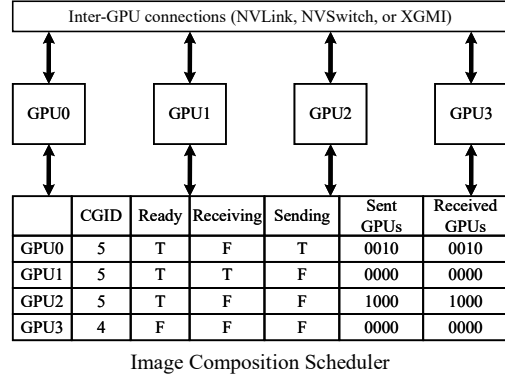 Inter-GPU connections (NVLink, NVSwitch, or XGMI)
GPU0 GPU1 GPU2 GPU3
CGID Ready Receiving Sending Sent GPUs Received GPUs
GPU0 5 T F T 0010 0010
GPU1 5 T T F 0000 0000
GPU2 5 T F F 1000 1000
GPU3 4 F F F 0000 0000
Image Composition Scheduler